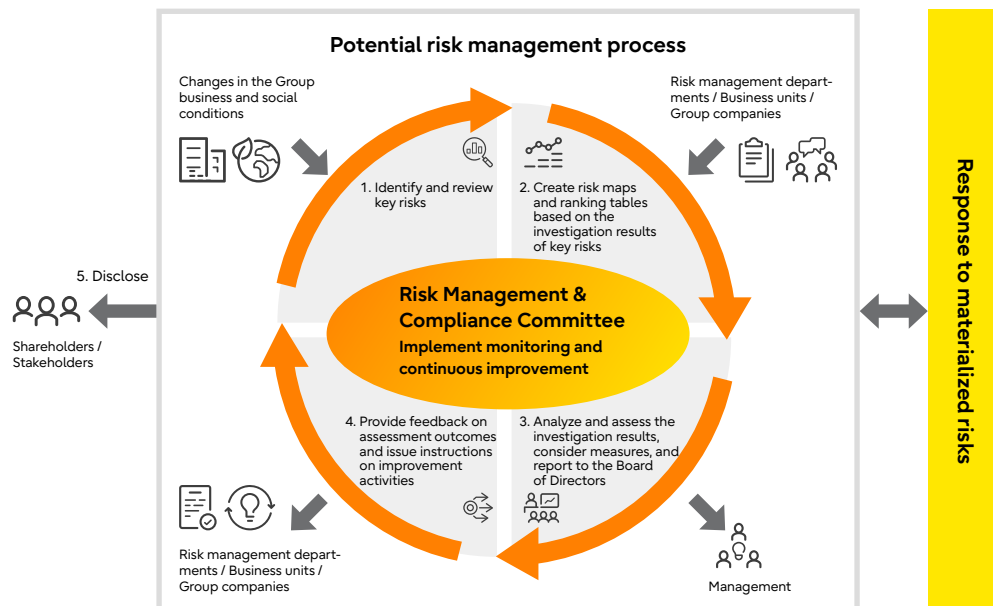 Potential risk management process
Changes in the Group
business and social
conditions
Risk management depart-
ments / Business units /
Group companies
1. Identify and review
key risks
2. Create risk maps
and ranking tables
based on the
investigation results
of key risks
5. Disclose
Shareholders /
Stakeholders
Risk Management &
Compliance Committee
Implement monitoring and
continuous improvement
4. Provide feedback on
assessment outcomes
and issue instructions
on improvement
activities
3. Analyze and assess the
investigation results,
consider measures, and
report to the Board
of Directors
Risk management depart-
ments / Business units /
Group companies
Management
Response to materialized risks